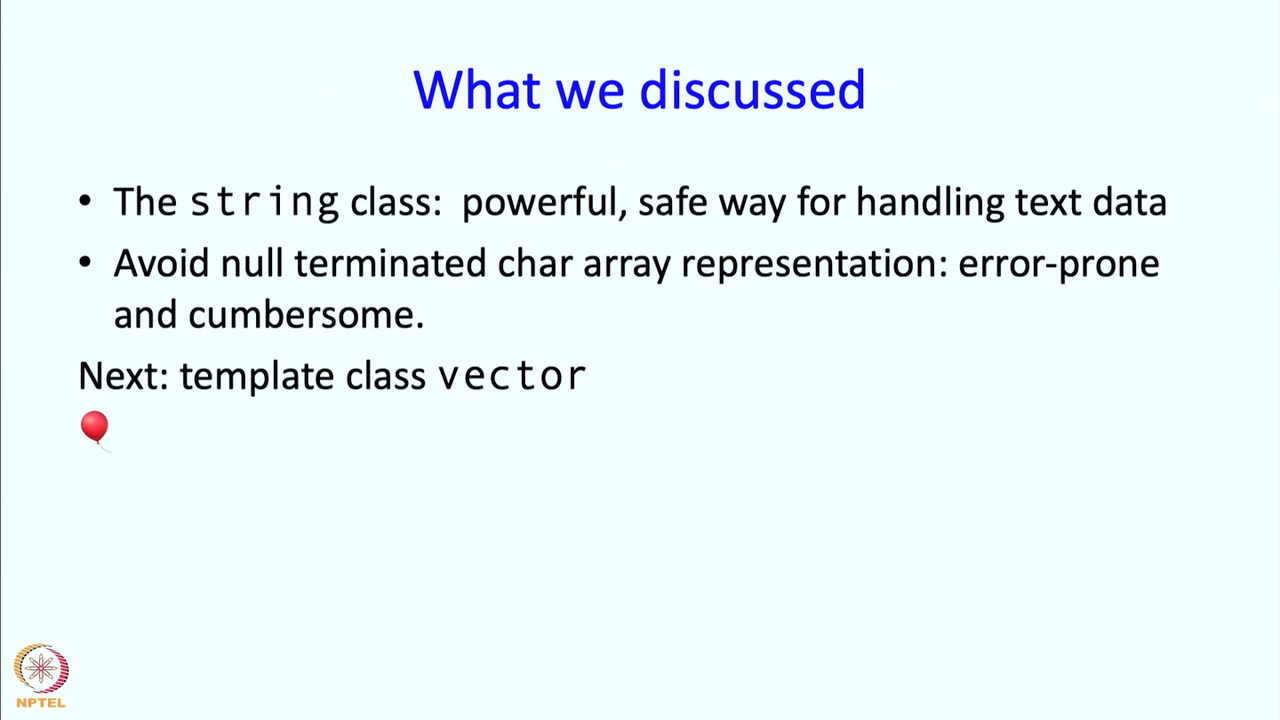 What we discussed
• The string class: powerful, safe way for handling text data
• Avoid null terminated char array representation: error-prone
and cumbersome.
Next: template class vector
NPTEL